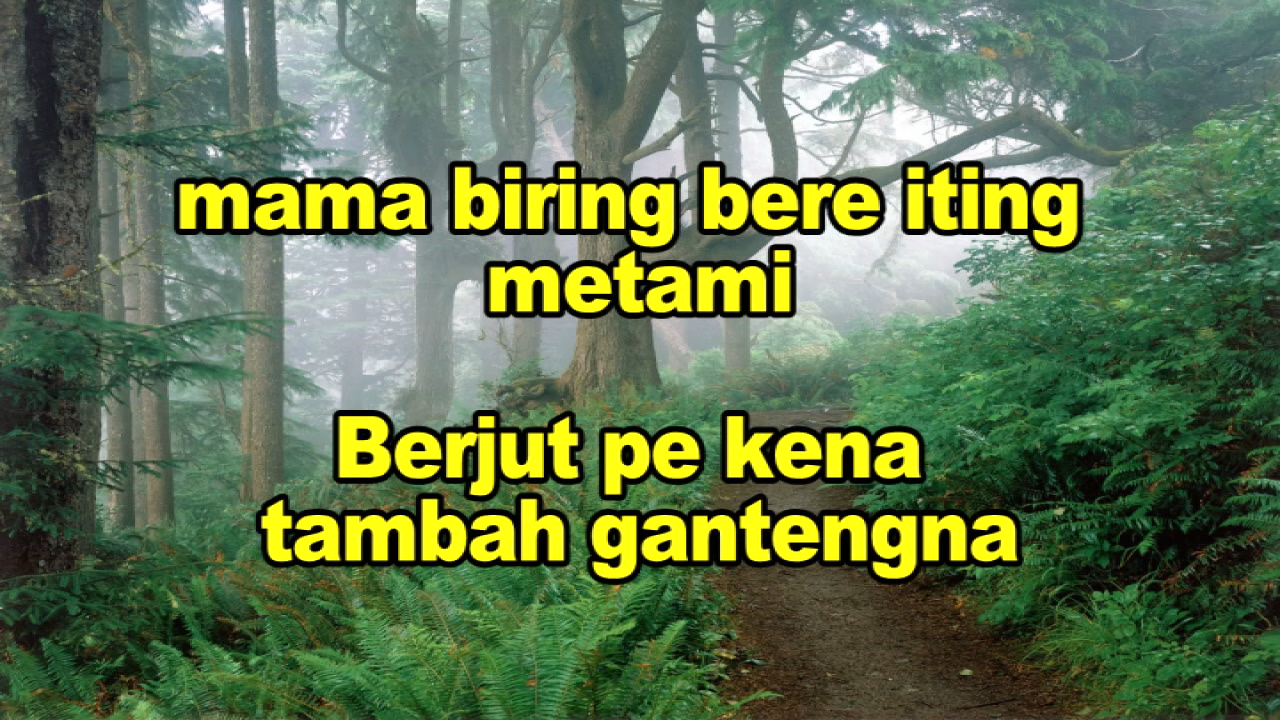 mama biring bere iting
metami
Berjut pe kena
tambah gantengna